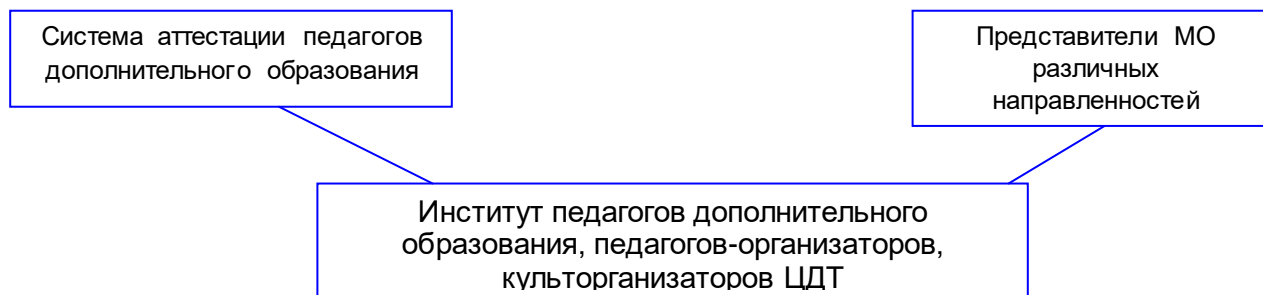 Система аттестации педагогов
дополнительного образования
Представители МО
различных
направленностей
Институт педагогов дополнительного
образования, педагогов-организаторов,
культорганизаторов ЦДТ